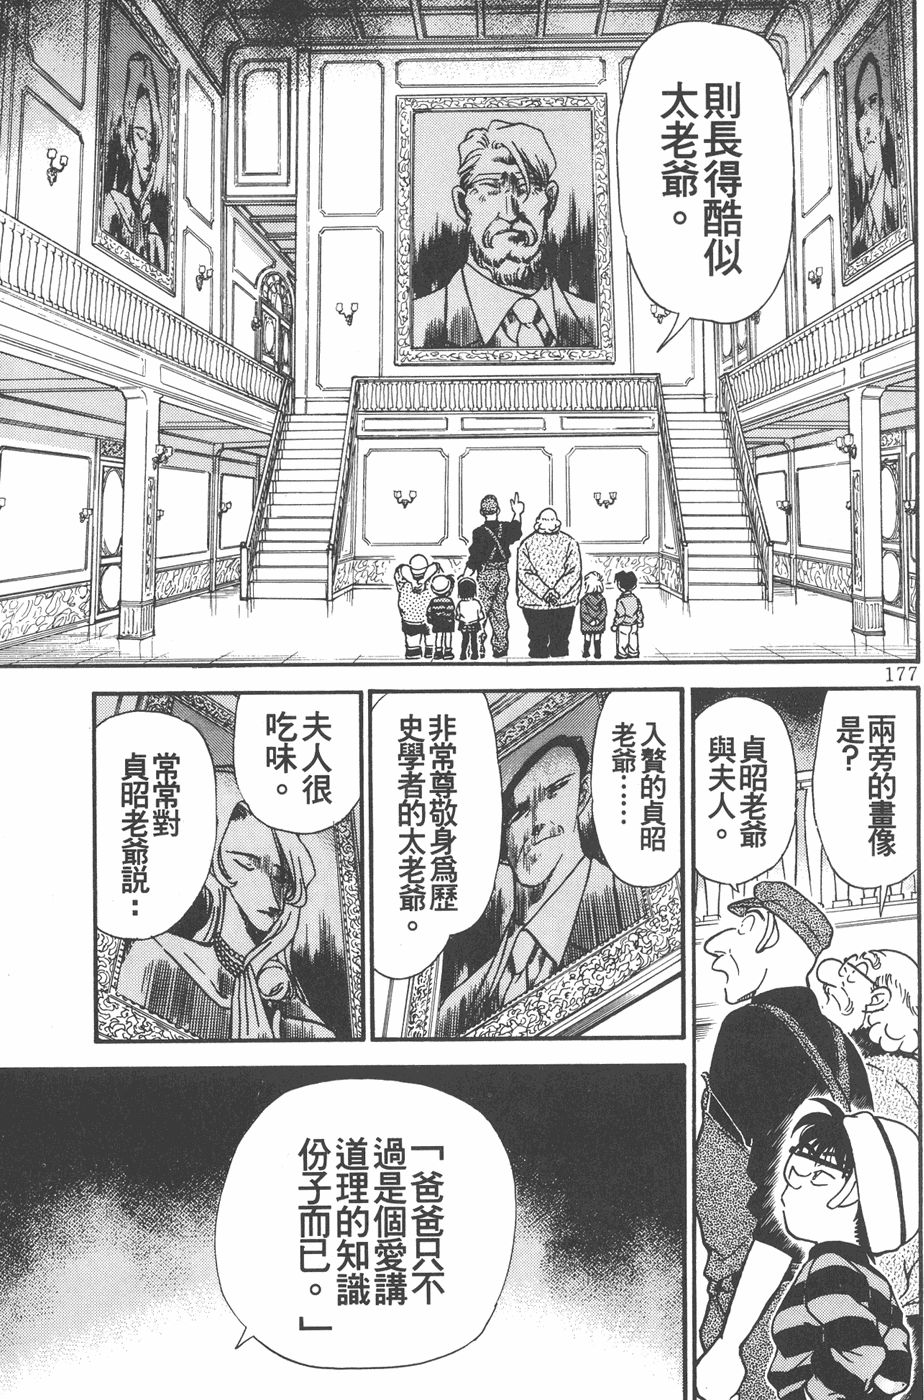 則長得酷似
太老爺。
177
兩旁的畫像
是?
貞昭老爺
與夫人。
入贅的貞昭
老爺……
非常尊敬身爲歷
史學者的太老爺。
夫人很
吃味。
常常對
貞昭老爺説：
「爸爸只不
過是個愛講
道理的知識
份子而已。」